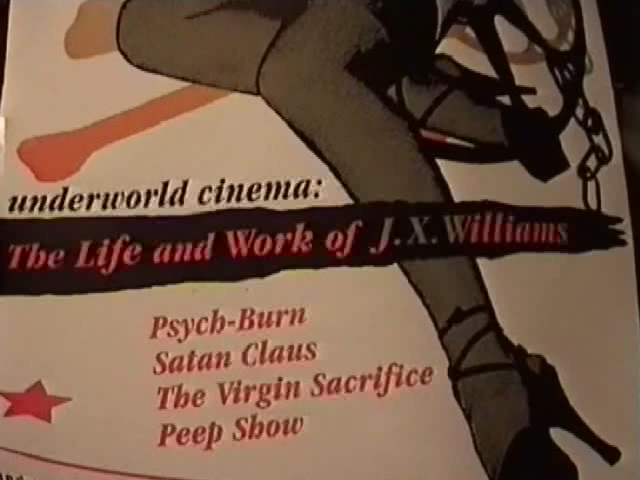 underworld cinema:
The Life and Work of J.X. Williams
Psych-Burn
Satan Claus
The Virgin Sacrifice
Peep Show